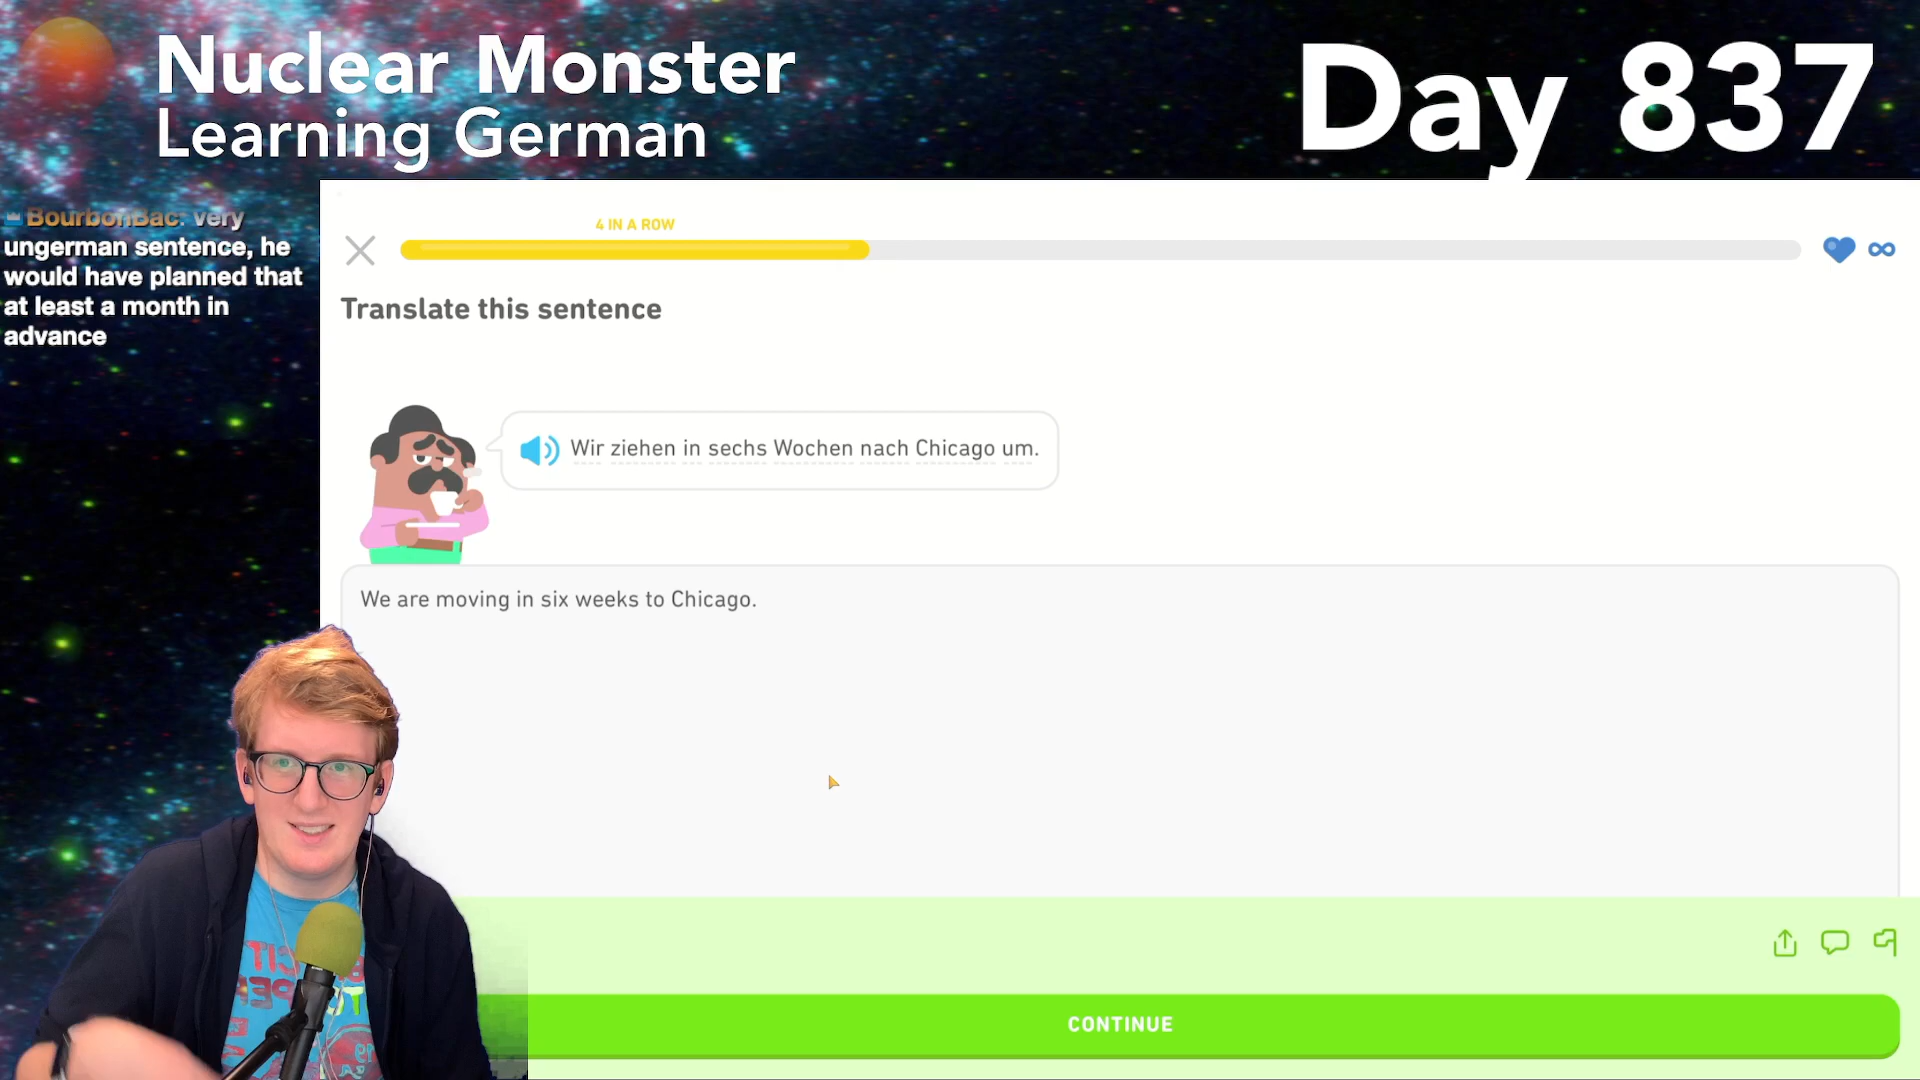 Nuclear Monster
Learning German
Day 837
BourbonBac: very
ungerman sentence, he
would have planned that
at least a month in
advance
4 IN A ROW
Translate this sentence
Wir ziehen in sechs Wochen nach Chicago um.
We are moving in six weeks to Chicago.
CONTINUE